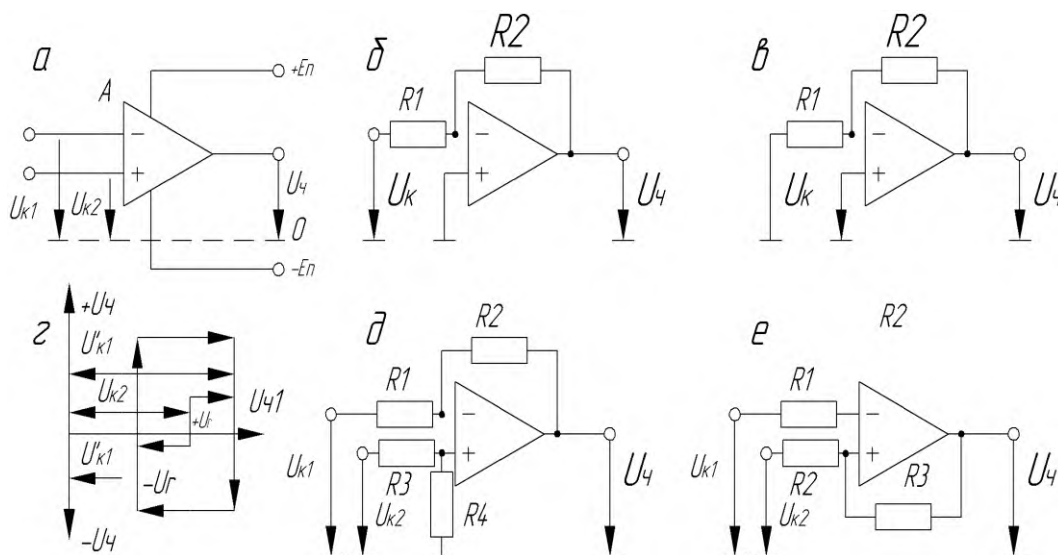 а
А
+Еп
−
+
Uк1
Uк2
Uч
0
−Еп
б
R2
R1
−
+
Uк
Uч
в
R2
R1
−
+
Uк
Uч
г
+Uч
U'к1
Uк2
Uч1
+Uг
U"к1
−Uг
−Uч
д
R2
R1
−
+
R3
Uк1
Uк2
R4
Uч
е
R2
R1
−
+
R2
R3
Uк1
Uк2
Uч